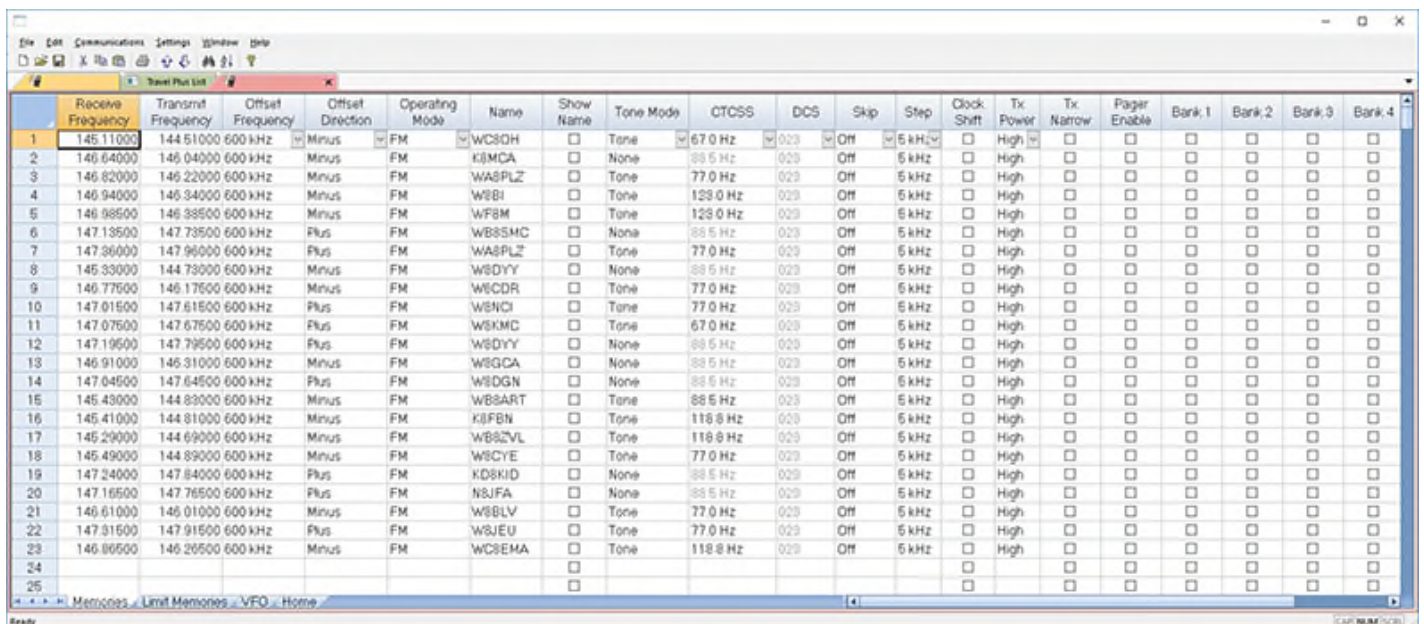 File Edit Communications Settings Window Help
Travel Plus List
Receive Frequency Transmit Frequency Offset Frequency Offset Direction Operating Mode Name Show Name Tone Mode CTCSS DCS Skip Step Clock Shift Tx Power Tx Narrow Pager Enable Bank 1 Bank 2 Bank 3 Bank 4
1 145.11000 144.51000 600 kHz Minus FM WC8OH Tone 67.0 Hz 023 Off 5 kHz High
2 146.64000 146.04000 600 kHz Minus FM K8MCA None 88.5 Hz 023 Off 5 kHz High
3 146.82000 146.22000 600 kHz Minus FM WA8PLZ Tone 77.0 Hz 023 Off 5 kHz High
4 146.94000 146.34000 600 kHz Minus FM W8BI Tone 123.0 Hz 023 Off 5 kHz High
5 146.98500 146.38500 600 kHz Minus FM WF8M Tone 123.0 Hz 023 Off 5 kHz High
6 147.13500 147.73500 600 kHz Plus FM WB8SMC None 88.5 Hz 023 Off 5 kHz High
7 147.36000 147.96000 600 kHz Plus FM WA8PLZ Tone 77.0 Hz 023 Off 5 kHz High
8 145.33000 144.73000 600 kHz Minus FM W8DYY None 88.5 Hz 023 Off 5 kHz High
9 146.77500 146.17500 600 kHz Minus FM W8CDR Tone 77.0 Hz 023 Off 5 kHz High
10 147.01500 147.61500 600 kHz Plus FM W8NCI Tone 77.0 Hz 023 Off 5 kHz High
11 147.07500 147.67500 600 kHz Plus FM W8KMC Tone 67.0 Hz 023 Off 5 kHz High
12 147.19500 147.79500 600 kHz Plus FM W8DYY None 88.5 Hz 023 Off 5 kHz High
13 146.91000 146.31000 600 kHz Minus FM W8GCA None 88.5 Hz 023 Off 5 kHz High
14 147.04500 147.64500 600 kHz Plus FM W8DGN None 88.5 Hz 023 Off 5 kHz High
15 145.43000 144.83000 600 kHz Minus FM WB8ART Tone 88.5 Hz 023 Off 5 kHz High
16 145.41000 144.81000 600 kHz Minus FM K8FBN Tone 118.8 Hz 023 Off 5 kHz High
17 145.29000 144.69000 600 kHz Minus FM WB8ZVL Tone 118.8 Hz 023 Off 5 kHz High
18 145.49000 144.89000 600 kHz Minus FM W8CYE Tone 77.0 Hz 023 Off 5 kHz High
19 147.24000 147.84000 600 kHz Plus FM KD8KID None 88.5 Hz 023 Off 5 kHz High
20 147.16500 147.76500 600 kHz Plus FM N8JFA None 88.5 Hz 023 Off 5 kHz High
21 146.61000 146.01000 600 kHz Minus FM W8BLV Tone 77.0 Hz 023 Off 5 kHz High
22 147.31500 147.91500 600 kHz Plus FM W8JEU Tone 77.0 Hz 023 Off 5 kHz High
23 146.86500 146.26500 600 kHz Minus FM WC8EMA Tone 118.8 Hz 023 Off 5 kHz High
24
25
Memories Limit Memories VFO Home
Ready CAP NUM SCRL